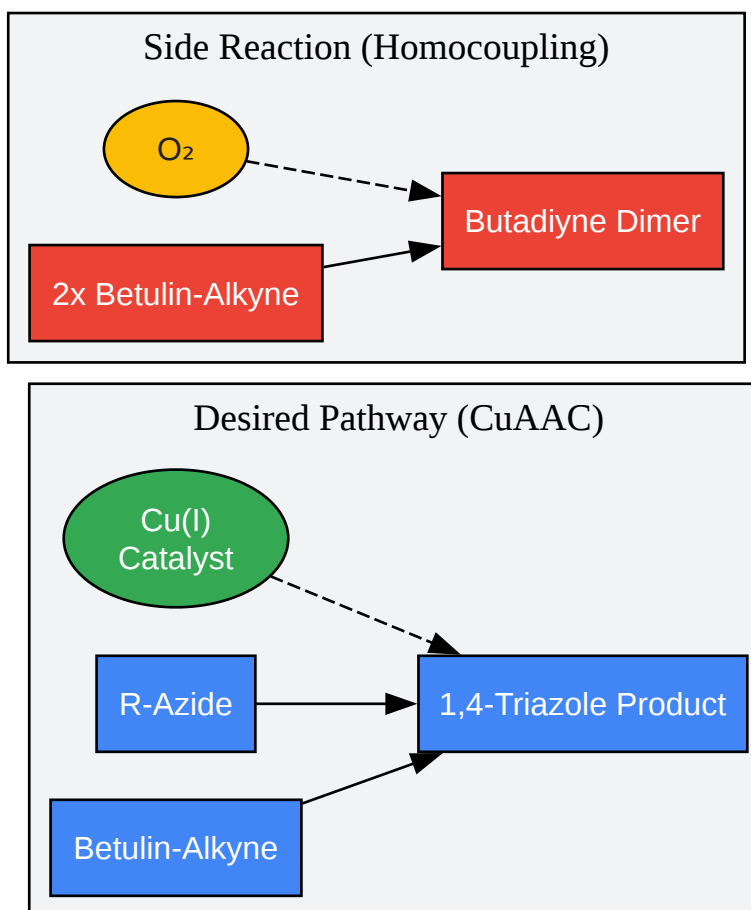 Side Reaction (Homocoupling)
O₂
Butadiyne Dimer
2x Betulin-Alkyne
Desired Pathway (CuAAC)
Cu(I)
Catalyst
R-Azide
1,4-Triazole Product
Betulin-Alkyne